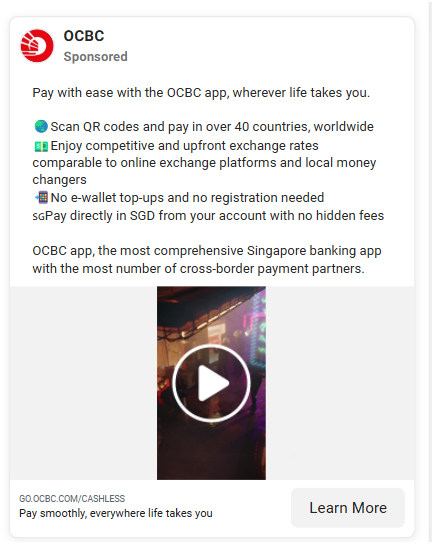 OCBC
Sponsored
Pay with ease with the OCBC app, wherever life takes you.
🌏Scan QR codes and pay in over 40 countries, worldwide
💵Enjoy competitive and upfront exchange rates
comparable to online exchange platforms and local money
changers
📲No e-wallet top-ups and no registration needed
🇸🇬Pay directly in SGD from your account with no hidden fees
OCBC app, the most comprehensive Singapore banking app
with the most number of cross-border payment partners.
GO.OCBC.COM/CASHLESS
Pay smoothly, everywhere life takes you
Learn More